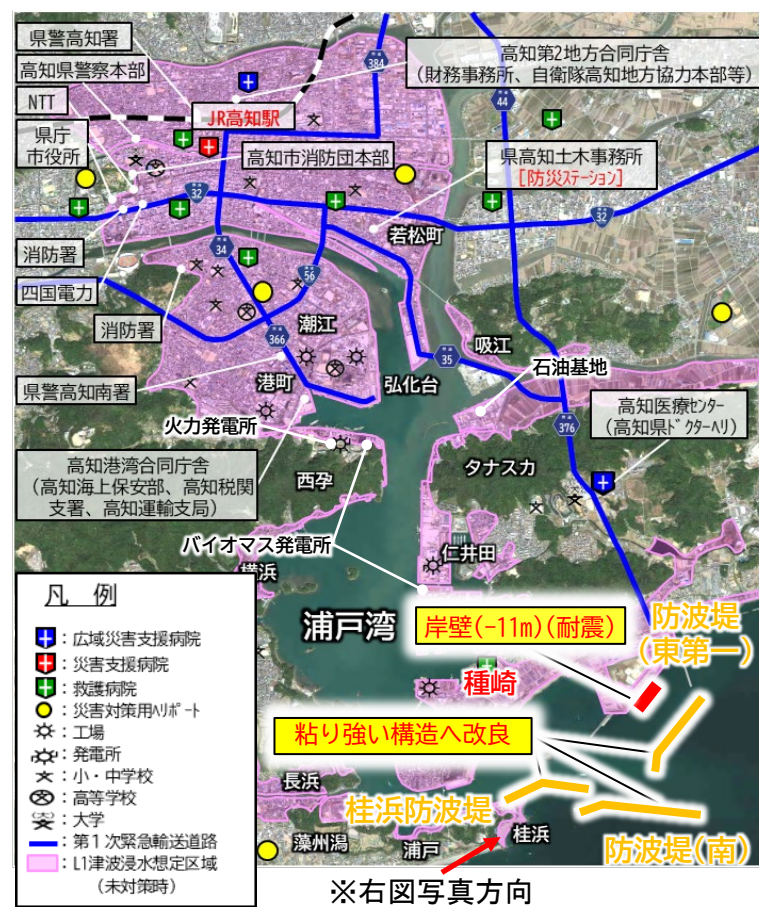 県警高知署
高知県警察本部
NTT
県庁
市役所
384
高知第2地方合同庁舎
(財務事務所、自衛隊高知地方協力本部等)
44
JR高知駅
高知市消防団本部
県高知土木事務所
[防災ステーション]
32
32
若松町
消防署
四国電力
消防署
34
56
潮江
366
35
吸江
石油基地
県警高知南署
港町
弘化台
火力発電所
376
高知医療センター
(高知県ドクターヘリ)
高知港湾合同庁舎
(高知海上保安部、高知税関
支署、高知運輸支局)
西孕
タナスカ
バイオマス発電所
横浜
仁井田
浦戸湾
岸壁(-11m)(耐震)
防波堤
(東第一)
種崎
粘り強い構造へ改良
長浜
桂浜防波堤
藻州潟
浦戸
桂浜
防波堤(南)
※右図写真方向
凡 例
:広域災害支援病院
:災害支援病院
:救護病院
:災害対策用ヘリポート
:工場
:発電所
:小・中学校
:高等学校
:大学
:第1次緊急輸送道路
:L1津波浸水想定区域
(未対策時)